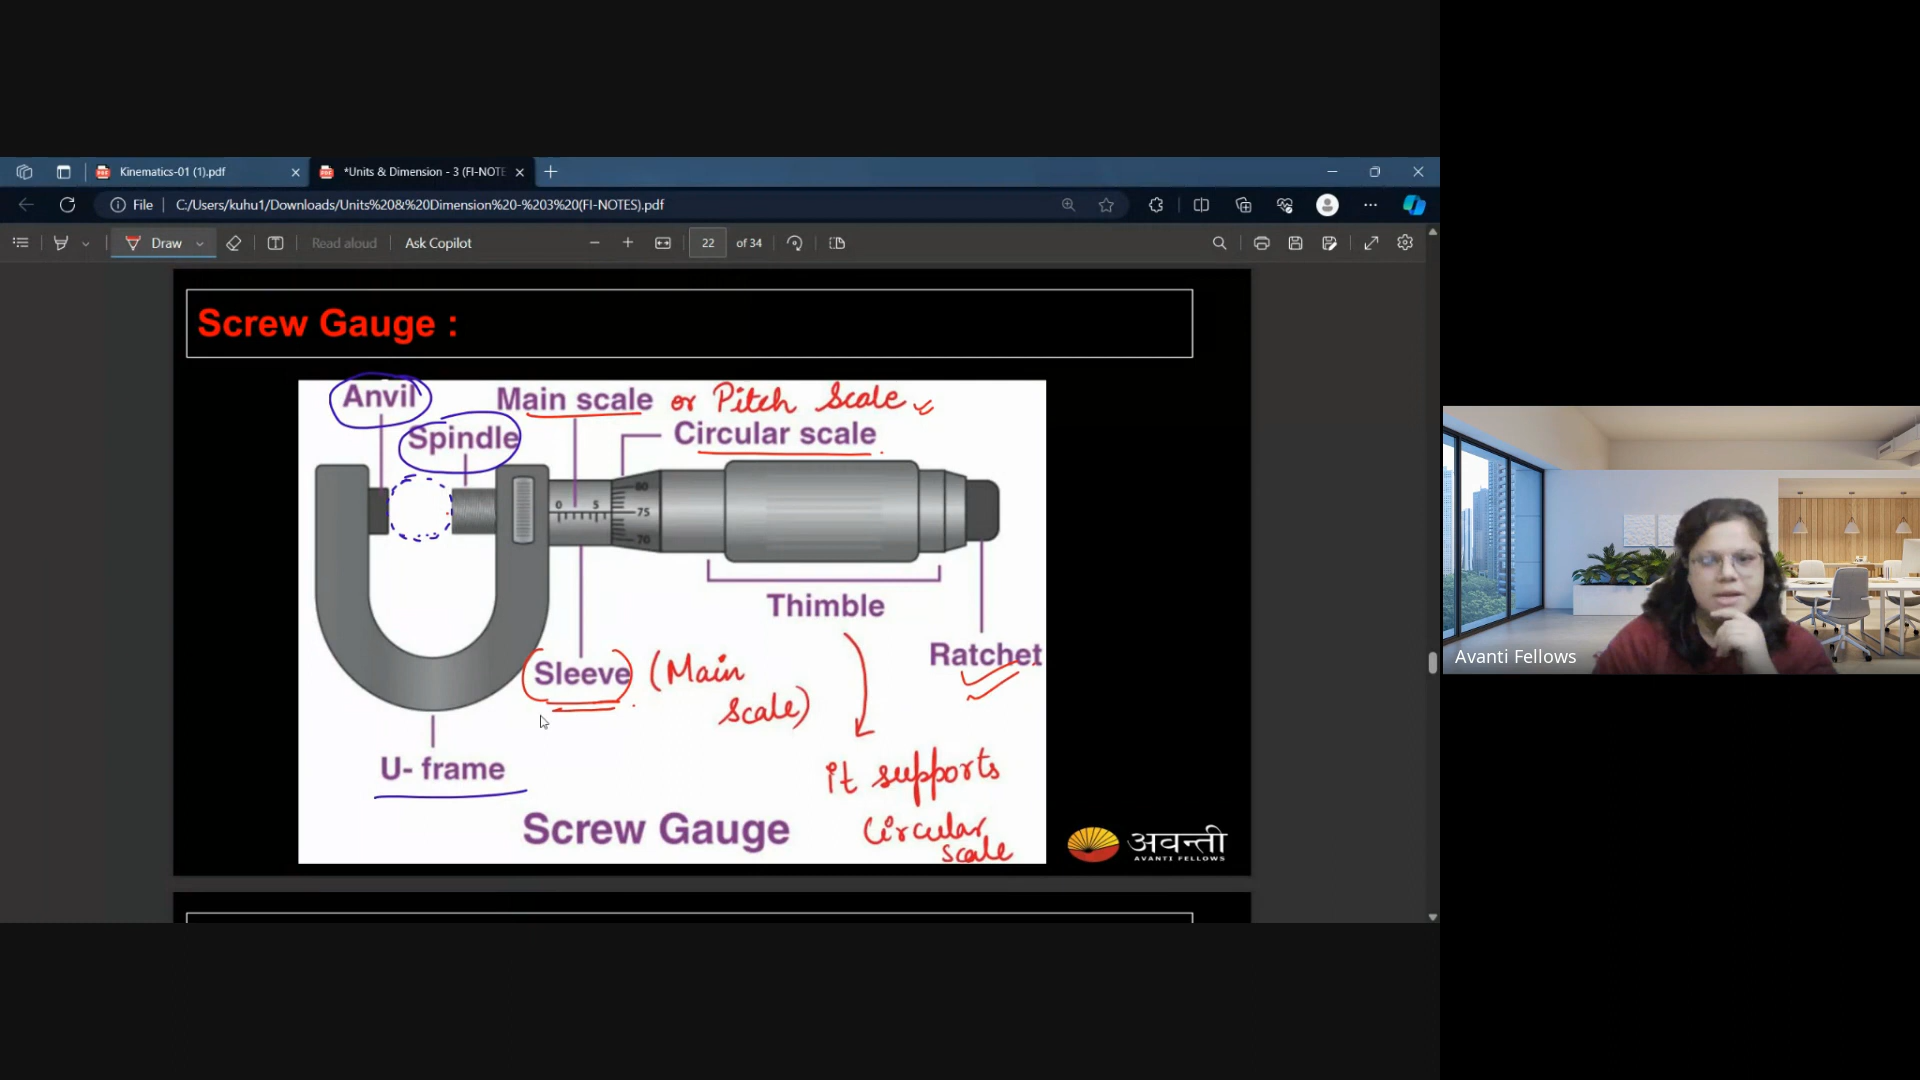 Kinematics-01 (1).pdf
*Units & Dimension - 3 (FI-NOTE
File
C:/Users/kuhu1/Downloads/Units%20&%20Dimension%20-%203%20(FI-NOTES).pdf
Draw
Read aloud
Ask Copilot
22
of 34
Screw Gauge :
Anvil
Main scale or Pitch Scale
Spindle
Circular scale
0 5
80
75
70
Thimble
Ratchet
Sleeve (Main
Scale)
U- frame
it supports
Circular
scale
Screw Gauge
अवन्ती
AVANTI FELLOWS
Avanti Fellows